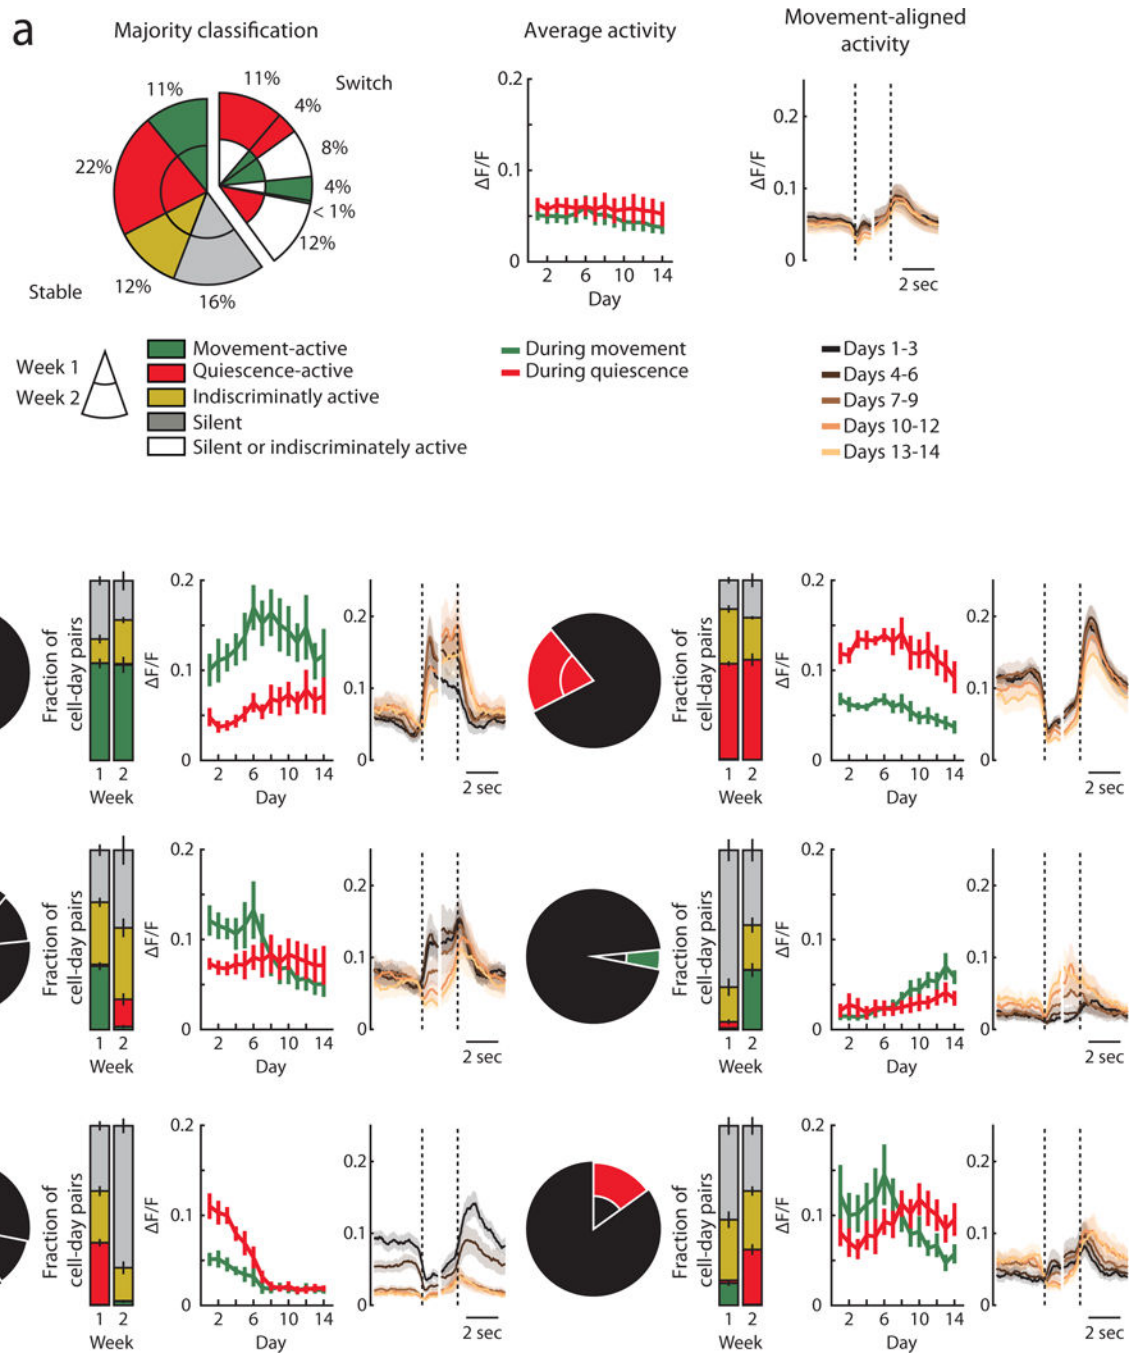 a
Majority classification
Average activity
Movement-aligned
activity
11%
22%
12%
16%
Stable
11%
Switch
4%
8%
4%
< 1%
12%
ΔF/F
0.2
0.1
0
2 6 10 14
Day
ΔF/F
0.2
0.1
0
2 sec
Week 1
Week 2
Movement-active
Quiescence-active
Indiscriminatly active
Silent
Silent or indiscriminately active
During movement
During quiescence
Days 1-3
Days 4-6
Days 7-9
Days 10-12
Days 13-14
Fraction of
cell-day pairs
1 2
Week
ΔF/F
0.2
0.1
0
2 6 10 14
Day
0.2
0.1
0
2 sec
Fraction of
cell-day pairs
1 2
Week
ΔF/F
0.2
0.1
0
2 6 10 14
Day
0.2
0.1
0
2 sec
Fraction of
cell-day pairs
1 2
Week
ΔF/F
0.2
0.1
0
2 6 10 14
Day
0.2
0.1
0
2 sec
Fraction of
cell-day pairs
1 2
Week
ΔF/F
0.2
0.1
0
2 6 10 14
Day
0.2
0.1
0
2 sec
Fraction of
cell-day pairs
1 2
Week
ΔF/F
0.2
0.1
0
2 6 10 14
Day
0.2
0.1
0
2 sec
Fraction of
cell-day pairs
1 2
Week
ΔF/F
0.2
0.1
0
2 6 10 14
Day
0.2
0.1
0
2 sec